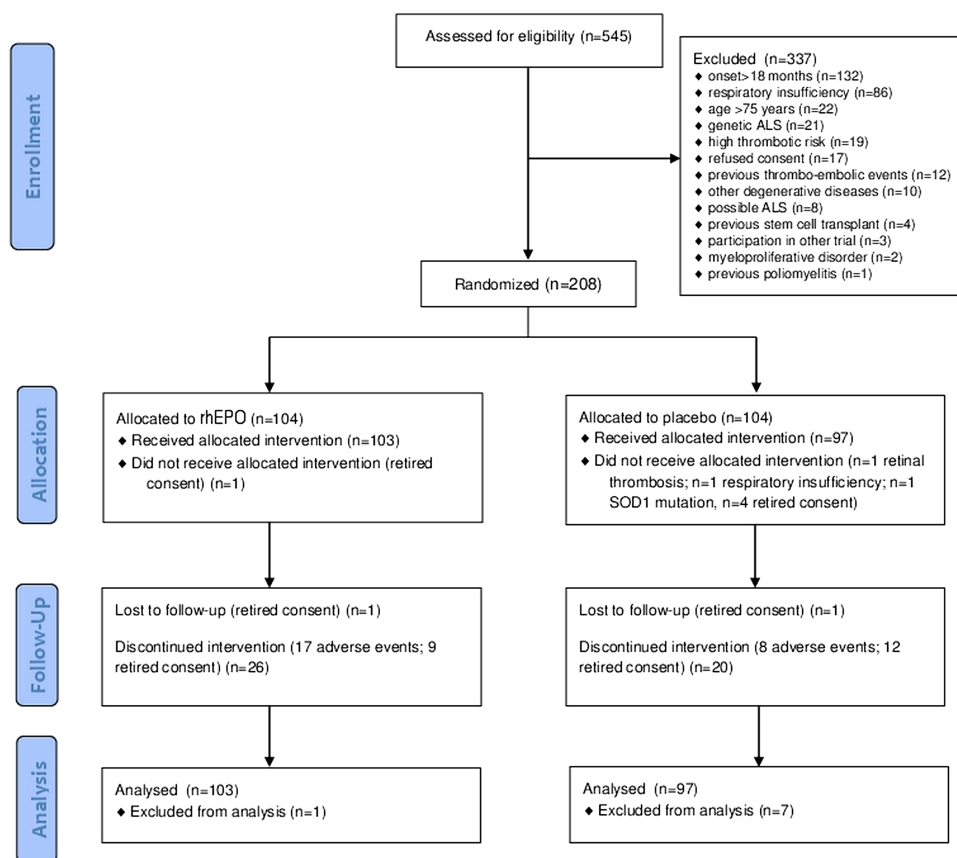 Enrollment
Assessed for eligibility (n=545)
Excluded (n=337)
◆ onset>18 months (n=132)
◆ respiratory insufficiency (n=86)
◆ age >75 years (n=22)
◆ genetic ALS (n=21)
◆ high thrombotic risk (n=19)
◆ refused consent (n=17)
◆ previous thrombo-embolic events (n=12)
◆ other degenerative diseases (n=10)
◆ possible ALS (n=8)
◆ previous stem cell transplant (n=4)
◆ participation in other trial (n=3)
◆ myeloproliferative disorder (n=2)
◆ previous poliomyelitis (n=1)
Randomized (n=208)
Allocation
Allocated to rhEPO (n=104)
◆ Received allocated intervention (n=103)
◆ Did not receive allocated intervention (retired
consent) (n=1)
Allocated to placebo (n=104)
◆ Received allocated intervention (n=97)
◆ Did not receive allocated intervention (n=1 retinal
thrombosis; n=1 respiratory insufficiency; n=1
SOD1 mutation, n=4 retired consent)
Follow-Up
Lost to follow-up (retired consent) (n=1)
Discontinued intervention (17 adverse events; 9
retired consent) (n=26)
Lost to follow-up (retired consent) (n=1)
Discontinued intervention (8 adverse events; 12
retired consent) (n=20)
Analysis
Analysed (n=103)
◆ Excluded from analysis (n=1)
Analysed (n=97)
◆ Excluded from analysis (n=7)